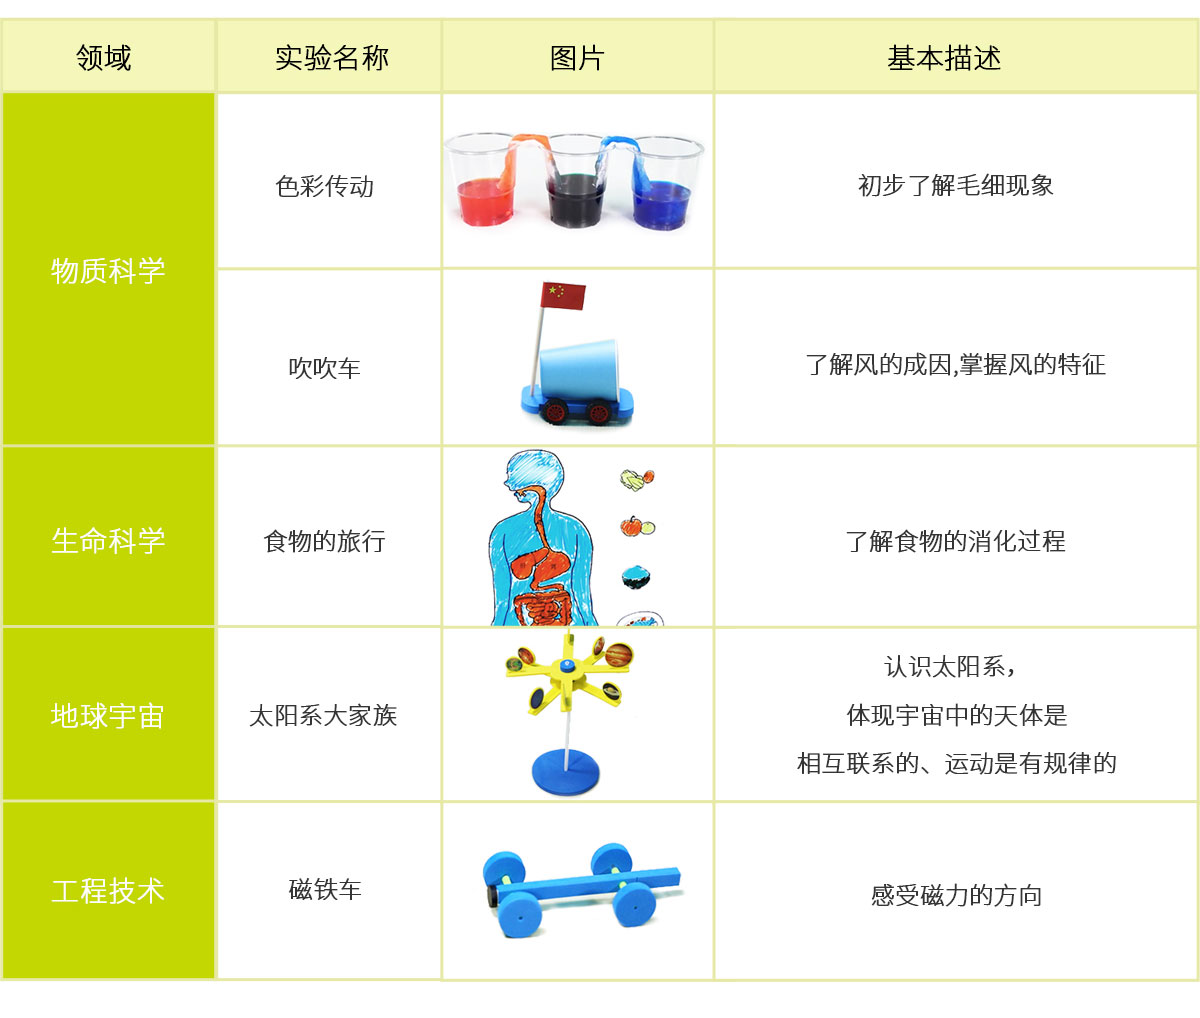 领域 实验名称 图片 基本描述
物质科学
色彩传动 初步了解毛细现象
吹吹车 了解风的成因,掌握风的特征
生命科学 食物的旅行 了解食物的消化过程
地球宇宙 太阳系大家族
认识太阳系，
体现宇宙中的天体是
相互联系的、运动是有规律的
工程技术 磁铁车 感受磁力的方向